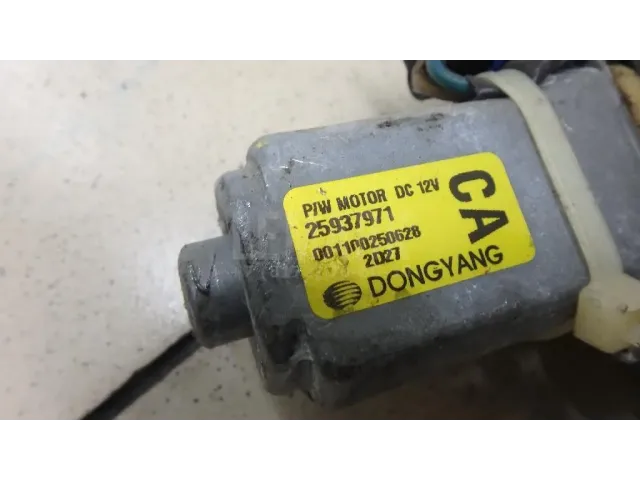 P/W MOTOR DC 12V
25937971
001100250628
2D27
DONGYANG
CA